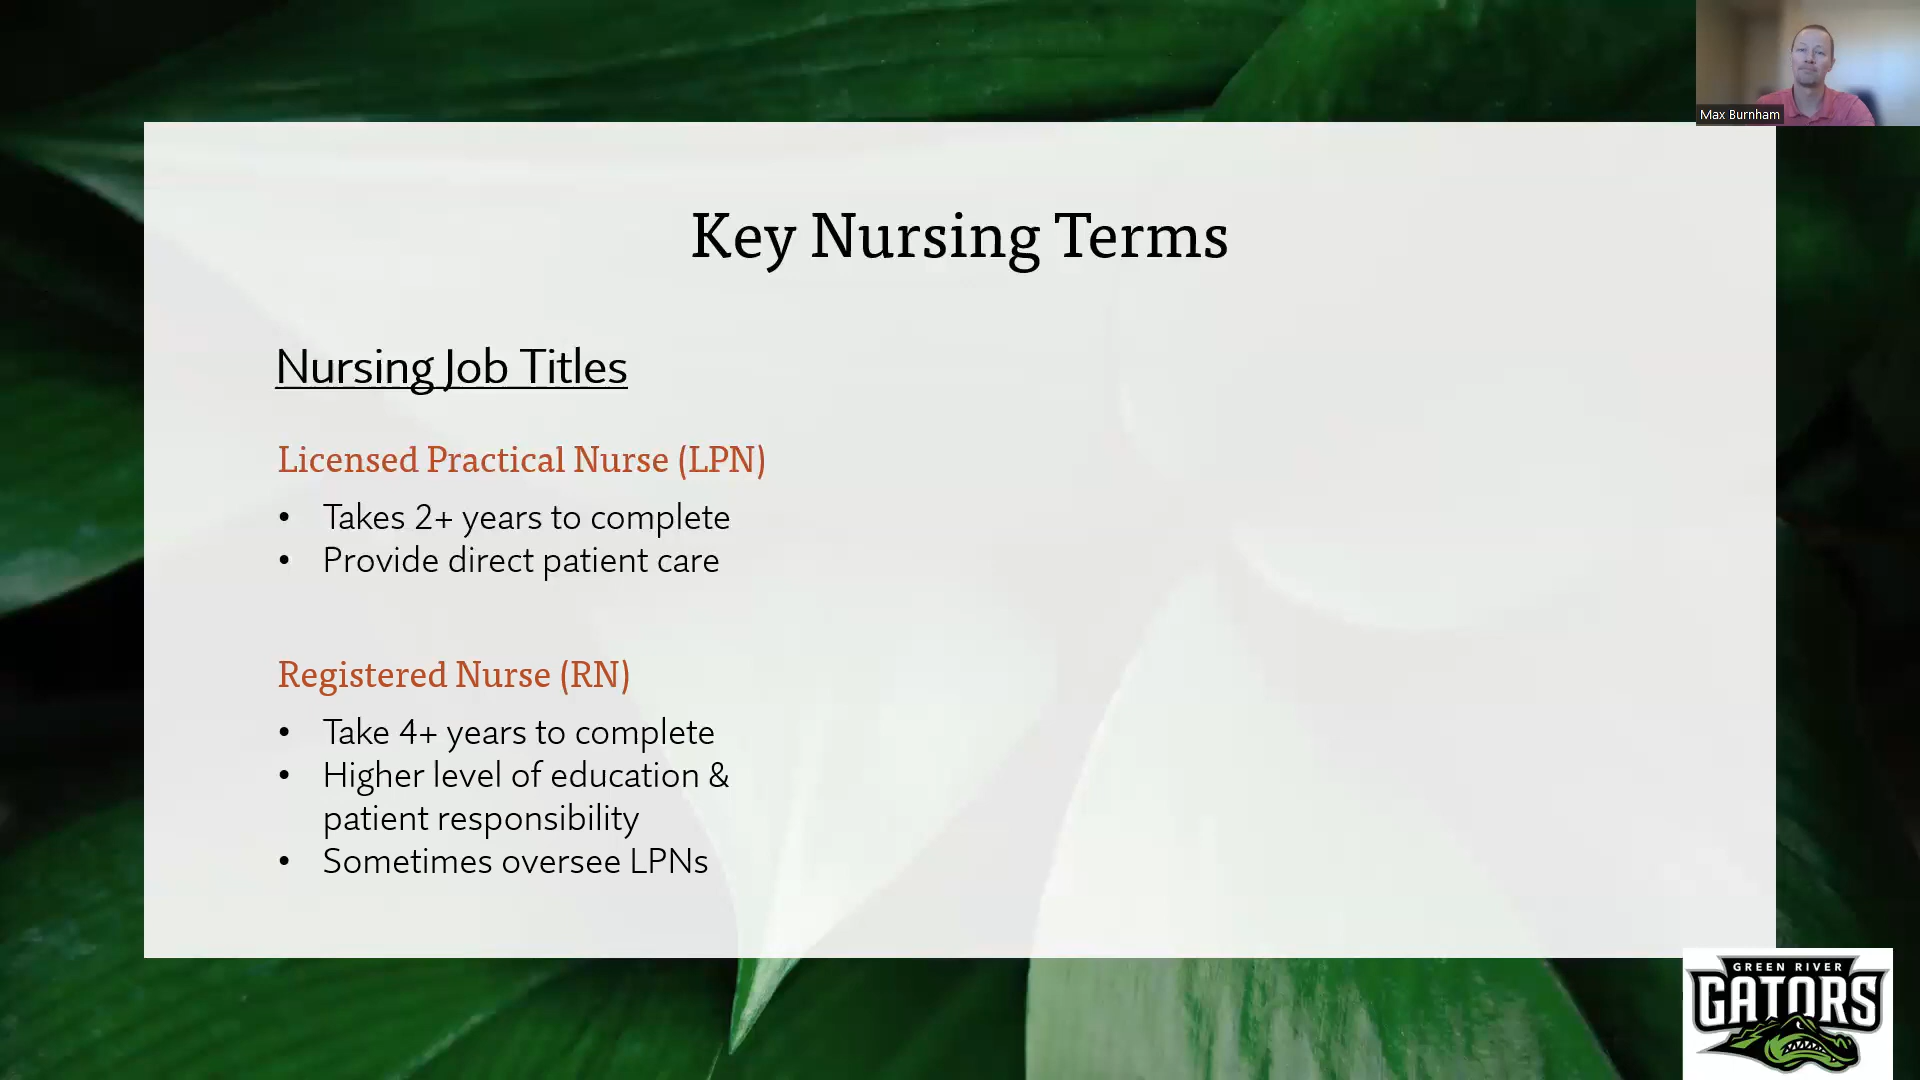 Max Burnham
Key Nursing Terms
Nursing Job Titles
Licensed Practical Nurse (LPN)
• Takes 2+ years to complete
• Provide direct patient care
Registered Nurse (RN)
• Take 4+ years to complete
• Higher level of education &
patient responsibility
• Sometimes oversee LPNs
GREEN RIVER
GATORS